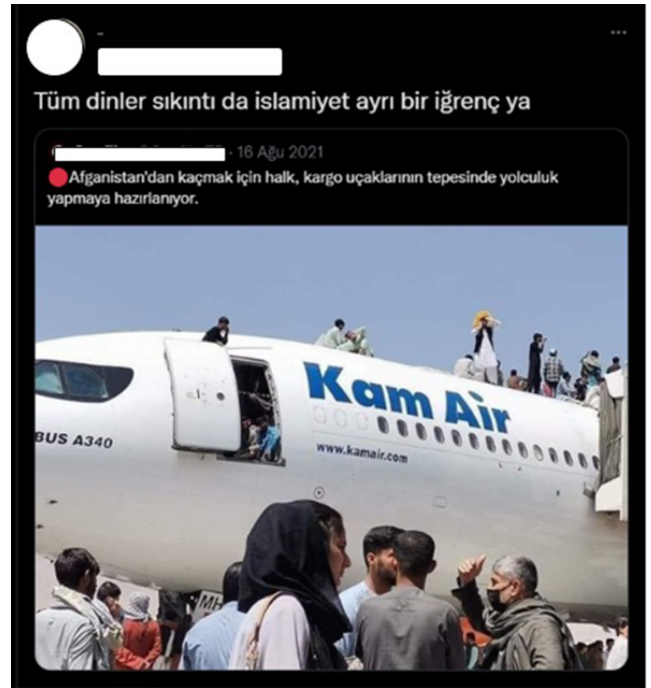 Tüm dinler sıkıntı da islamiyet ayrı bir iğrenç ya
· 16 Ağu 2021
Afganistan'dan kaçmak için halk, kargo uçaklarının tepesinde yolculuk
yapmaya hazırlanıyor.
Kam Air
BUS A340
www.kamair.com